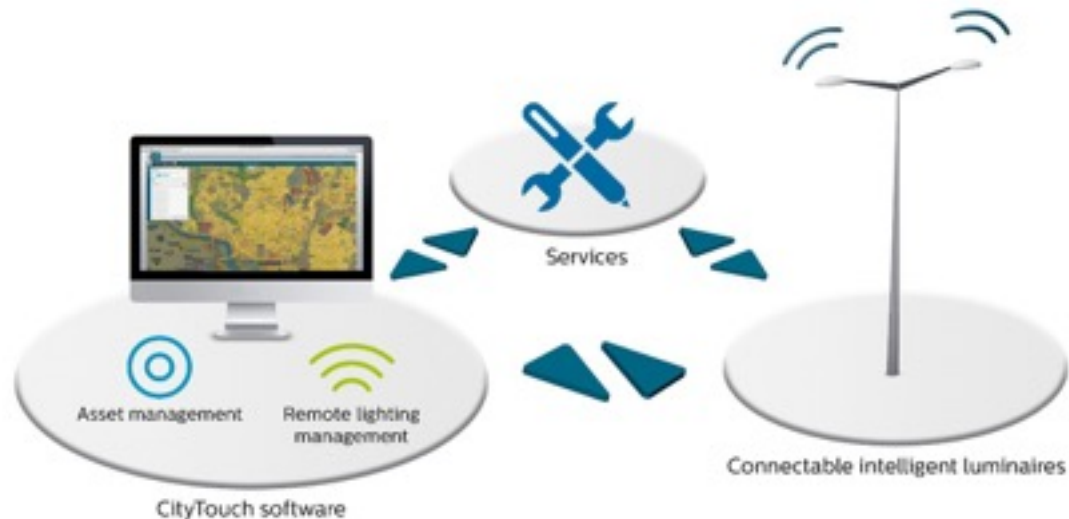 Services
Asset management
Remote lighting
management
Connectable intelligent luminaires
CityTouch software